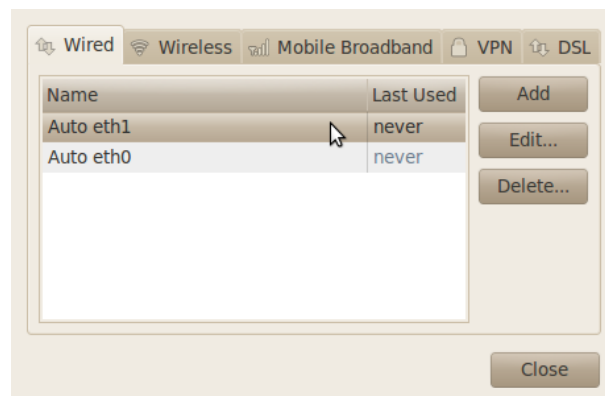 Wired Wireless Mobile Broadband VPN DSL
Name Last Used Add
Auto eth1 never
Edit...
Auto eth0 never
Delete...
Close